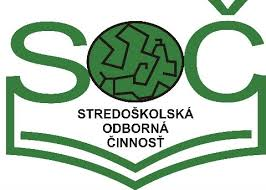 SOČ
STREDOŠKOLSKÁ
ODBORNÁ
ČINNOSŤ